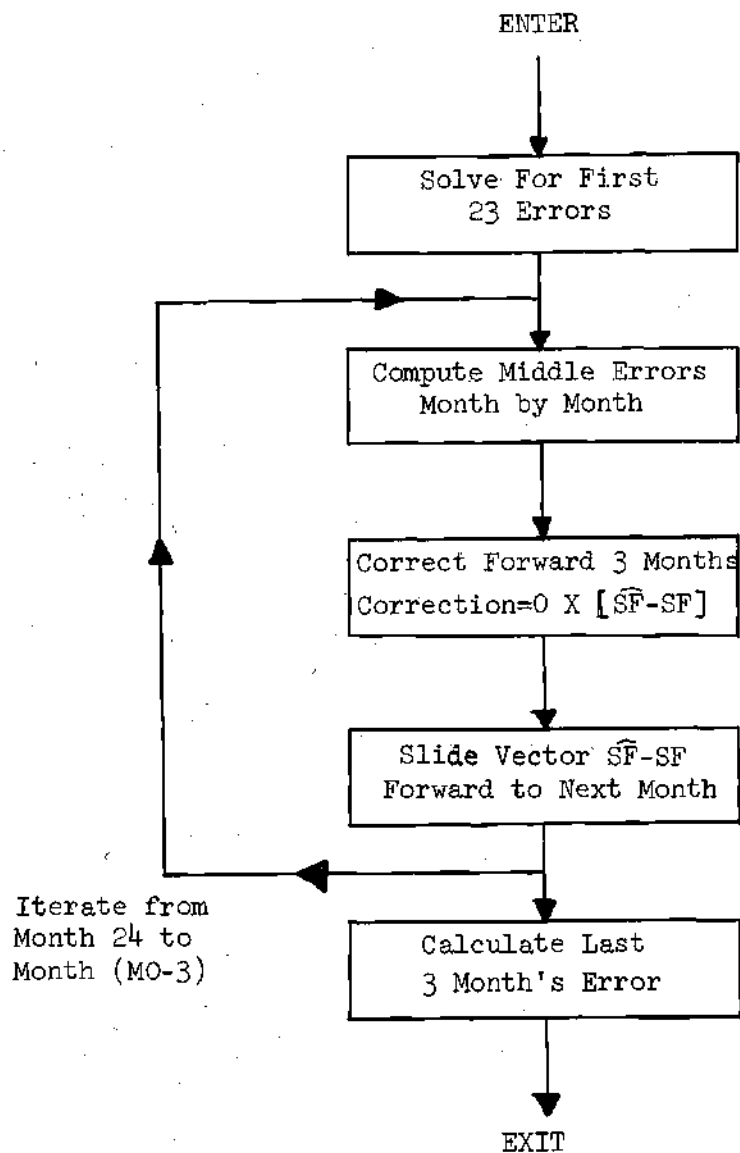 ENTER
Solve For First
23 Errors
Compute Middle Errors
Month by Month
Correct Forward 3 Months
Correction=0 X [S͡F-SF]
Slide Vector S͡F-SF
Forward to Next Month
Iterate from
Month 24 to
Month (MO-3)
Calculate Last
3 Month's Error
EXIT